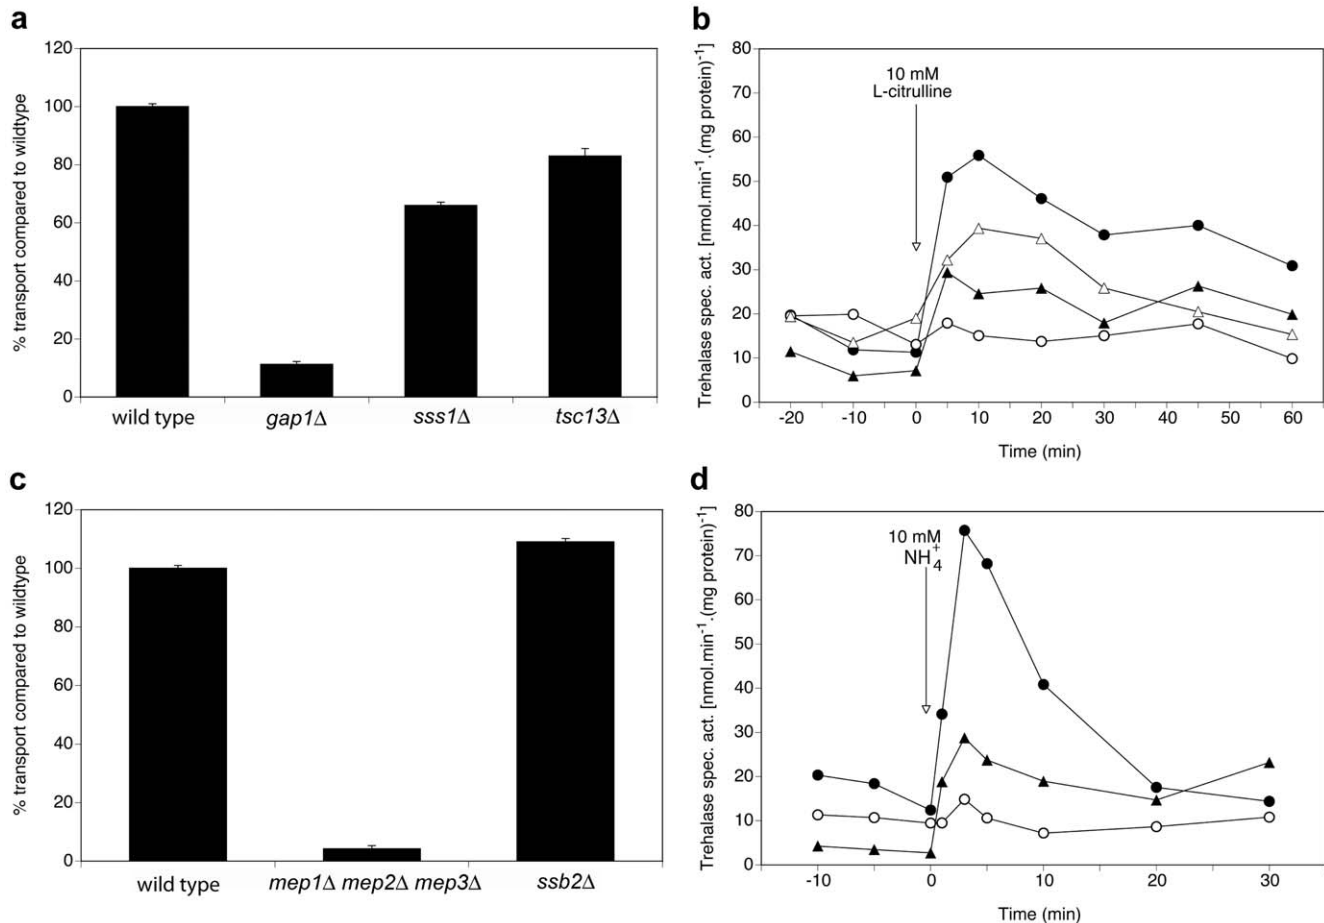 a
120
100
80
60
40
20
0
% transport compared to wildtype
wild type gap1Δ sss1Δ tsc13Δ
b
80
70
60
50
40
30
20
10
0
Trehalase spec. act. [nmol.min⁻¹.(mg protein)⁻¹]
10 mM
L-citrulline
-20 -10 0 10 20 30 40 50 60
Time (min)
c
120
100
80
60
40
20
0
% transport compared to wildtype
wild type mep1Δ mep2Δ mep3Δ ssb2Δ
d
80
70
60
50
40
30
20
10
0
Trehalase spec. act. [nmol.min⁻¹.(mg protein)⁻¹]
10 mM
NH₄⁺
-10 0 10 20 30
Time (min)